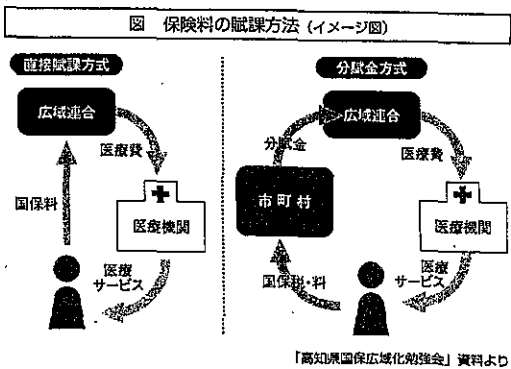 図 保険料の賦課方法（イメージ図）
直接賦課方式
広域連合
医療費
国保料
医療機関
医療
サービス
分賦金方式
広域連合
分賦金
医療費
市町村
医療機関
国保税・料
医療
サービス
「高知県国保広域化勉強会」資料より